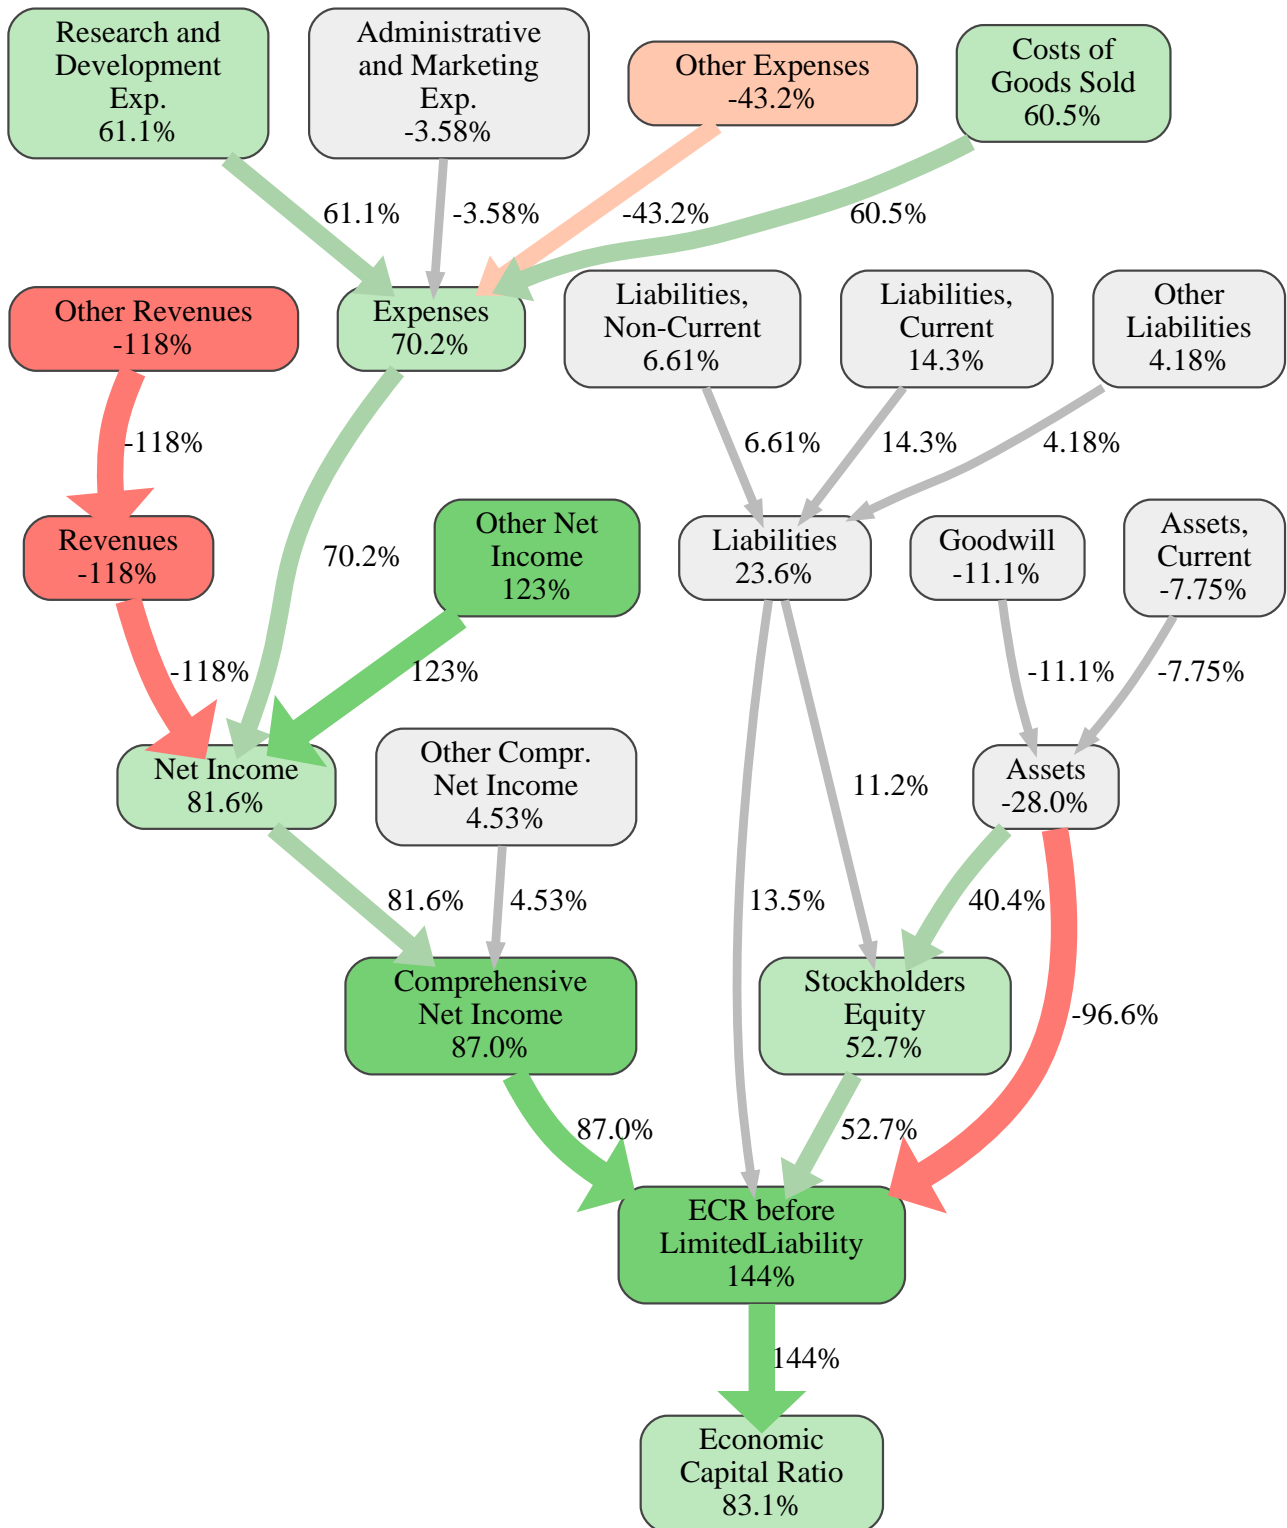 Research and
Development
Exp.
61.1%
Administrative
and Marketing
Exp.
-3.58%
Other Expenses
-43.2%
Costs of
Goods Sold
60.5%
61.1%
-3.58%
-43.2%
60.5%
Other Revenues
-118%
Expenses
70.2%
Liabilities,
Non-Current
6.61%
Liabilities,
Current
14.3%
Other
Liabilities
4.18%
-118%
6.61%
14.3%
4.18%
Revenues
-118%
70.2%
Other Net
Income
123%
Liabilities
23.6%
Goodwill
-11.1%
Assets,
Current
-7.75%
-118%
123%
-11.1%
-7.75%
Net Income
81.6%
Other Compr.
Net Income
4.53%
11.2%
Assets
-28.0%
81.6%
4.53%
13.5%
40.4%
Comprehensive
Net Income
87.0%
Stockholders
Equity
52.7%
-96.6%
87.0%
52.7%
ECR before
LimitedLiability
144%
144%
Economic
Capital Ratio
83.1%